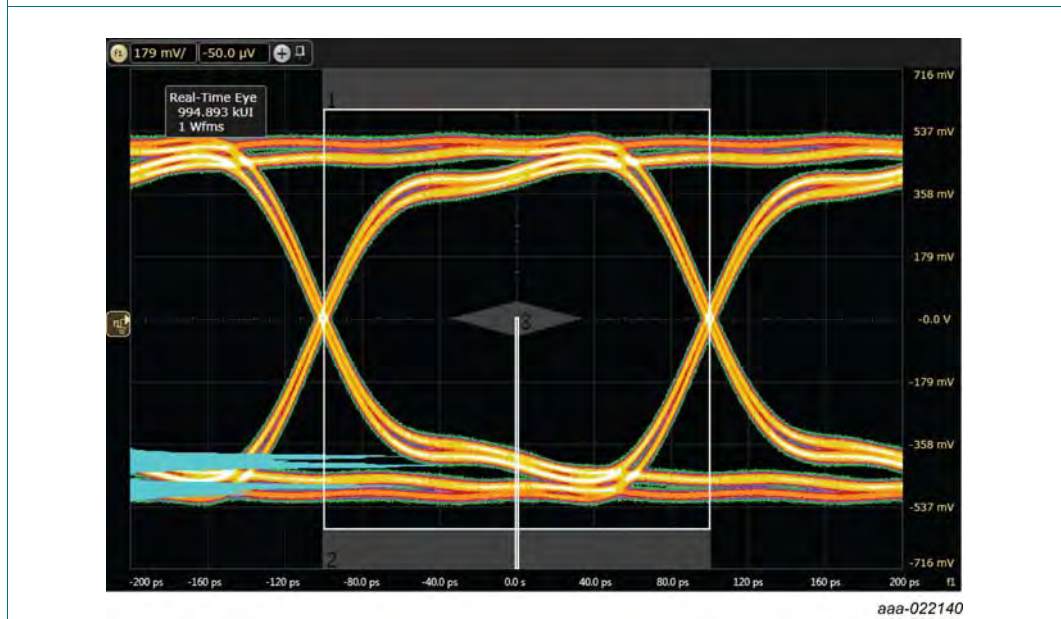 f1 179 mV/ -50.0 µV
Real-Time Eye
994.893 kUI
1 Wfms
1
716 mV
537 mV
358 mV
179 mV
3
-0.0 V
-179 mV
-358 mV
-537 mV
2
-716 mV
-200 ps -160 ps -120 ps -80.0 ps -40.0 ps 0.0 s 40.0 ps 80.0 ps 120 ps 160 ps 200 ps f1
aaa-022140